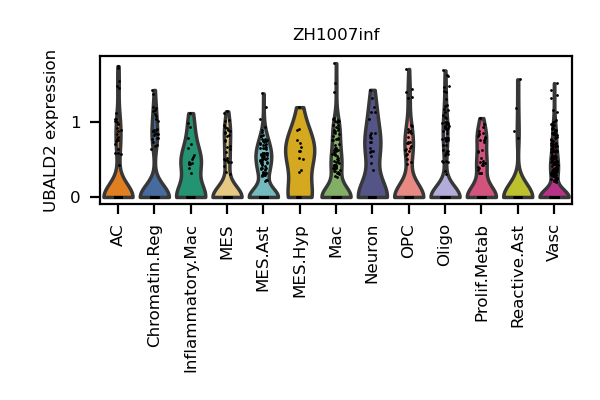 ZH1007inf
UBALD2 expression
1
0
AC
Chromatin.Reg
Inflammatory.Mac
MES
MES.Ast
MES.Hyp
Mac
Neuron
OPC
Oligo
Prolif.Metab
Reactive.Ast
Vasc